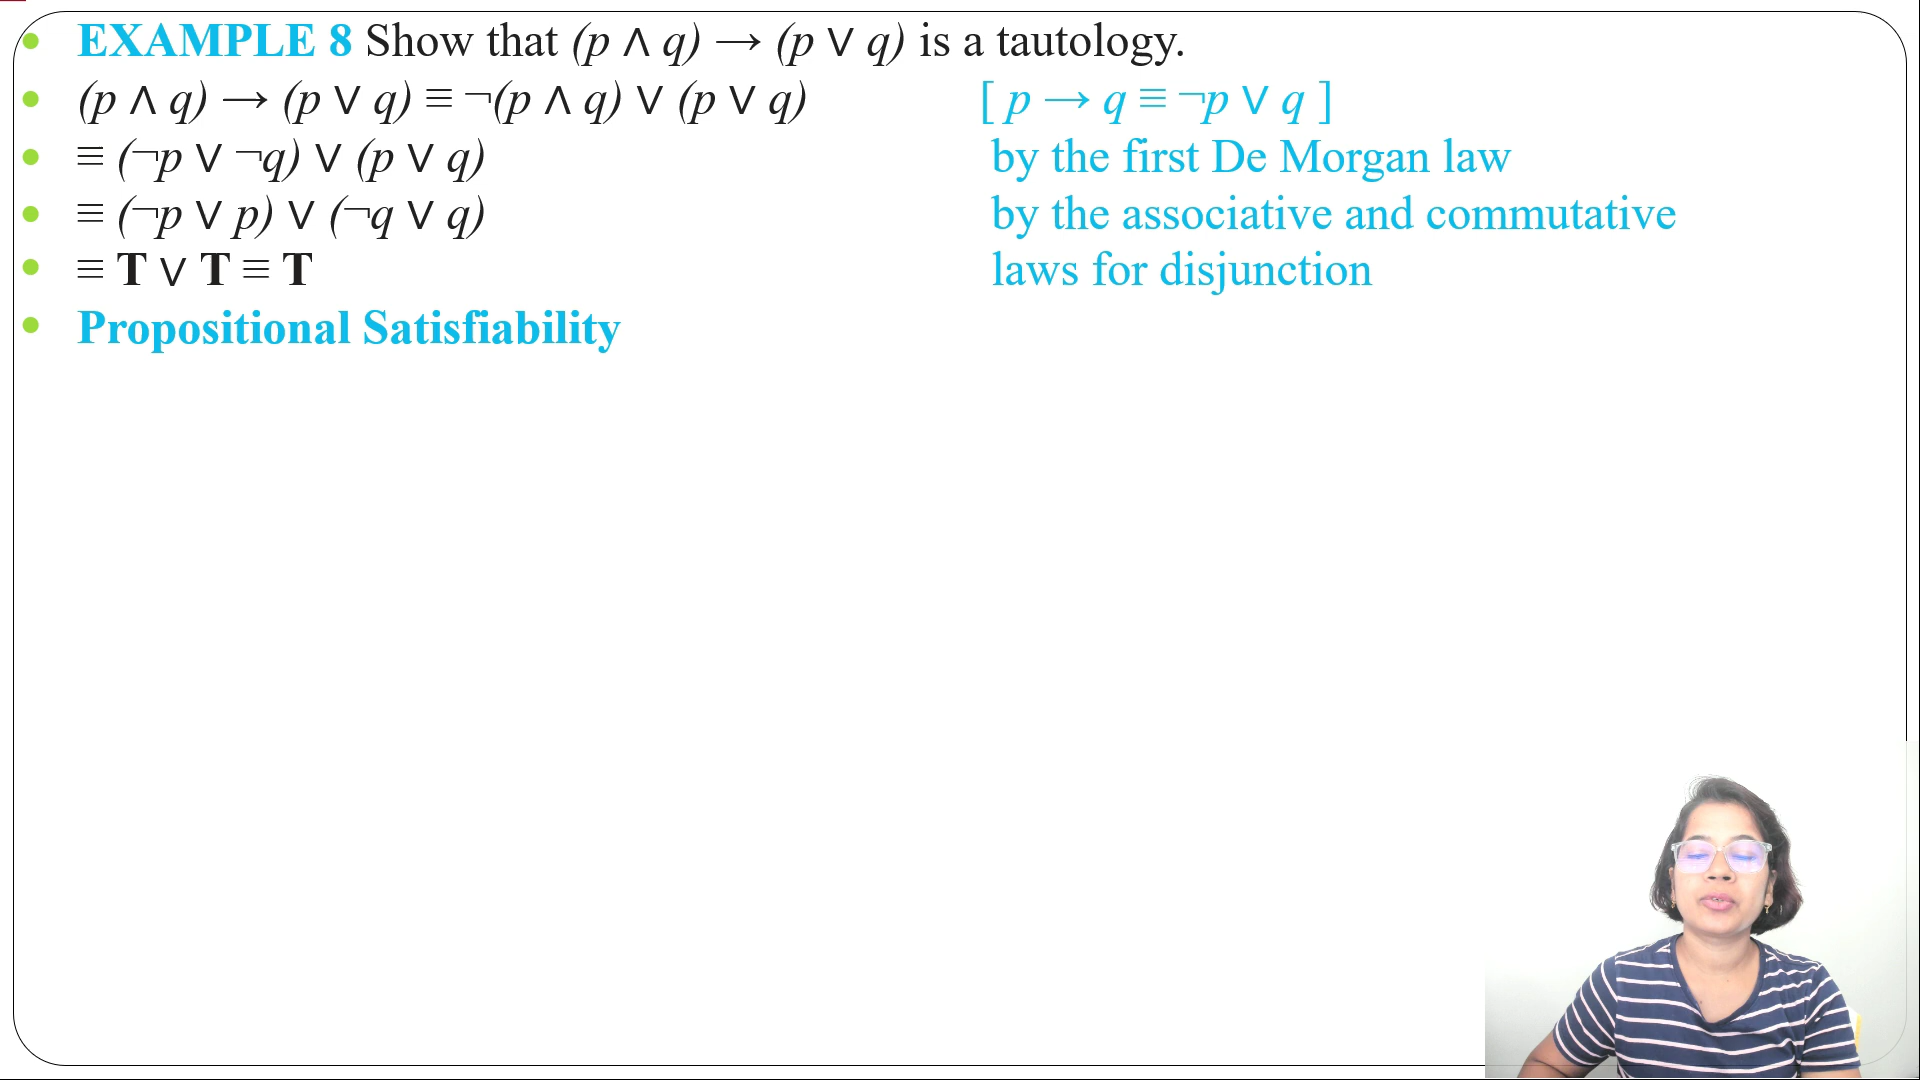 EXAMPLE 8 Show that (p ∧ q) → (p ∨ q) is a tautology.
(p ∧ q) → (p ∨ q) ≡ ¬(p ∧ q) ∨ (p ∨ q) [ p → q ≡ ¬p ∨ q ]
≡ (¬p ∨ ¬q) ∨ (p ∨ q) by the first De Morgan law
≡ (¬p ∨ p) ∨ (¬q ∨ q) by the associative and commutative
≡ T ∨ T ≡ T laws for disjunction
Propositional Satisfiability